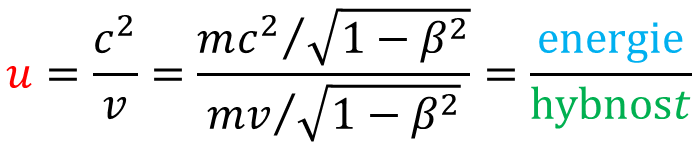 u = c²/v = (mc²/√(1 − β²))/(mv/√(1 − β²)) = energie/hybnost